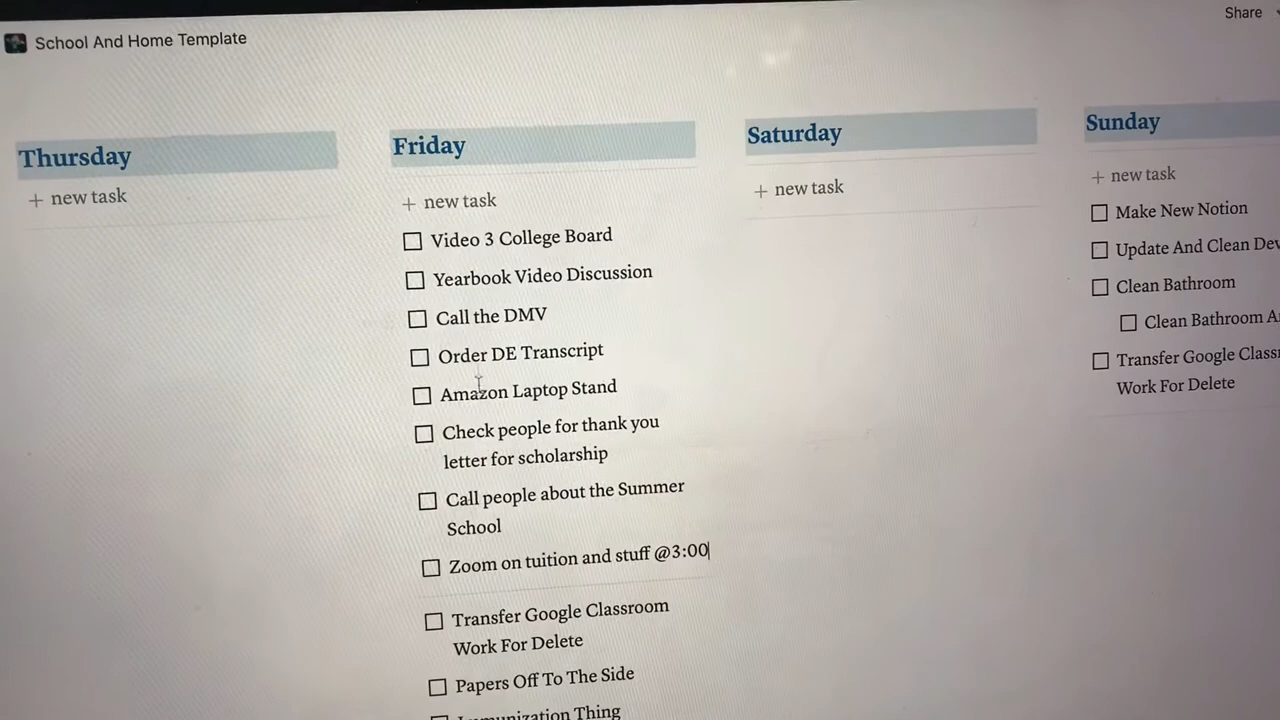 School And Home Template
Share
Thursday
+ new task
Friday
+ new task
Video 3 College Board
Yearbook Video Discussion
Call the DMV
Order DE Transcript
Amazon Laptop Stand
Check people for thank you
letter for scholarship
Call people about the Summer
School
Zoom on tuition and stuff @3:00
Transfer Google Classroom
Work For Delete
Papers Off To The Side
Immunization Thing
Saturday
+ new task
Sunday
+ new task
Make New Notion
Update And Clean
Clean Bathroom
Clean Bathroom
Transfer Google
Work For Delete